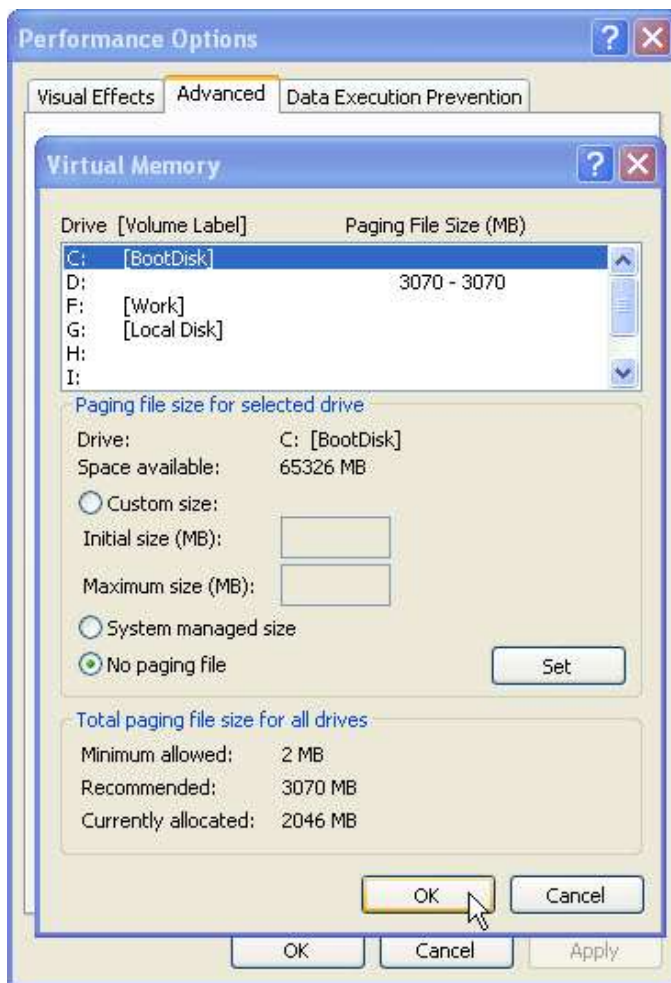 Performance Options
Visual Effects Advanced Data Execution Prevention
Virtual Memory
Drive [Volume Label] Paging File Size (MB)
C: [BootDisk]
D: 3070 - 3070
F: [Work]
G: [Local Disk]
H:
I:
Paging file size for selected drive
Drive: C: [BootDisk]
Space available: 65326 MB
Custom size:
Initial size (MB):
Maximum size (MB):
System managed size
No paging file Set
Total paging file size for all drives
Minimum allowed: 2 MB
Recommended: 3070 MB
Currently allocated: 2046 MB
OK Cancel
OK Cancel Apply